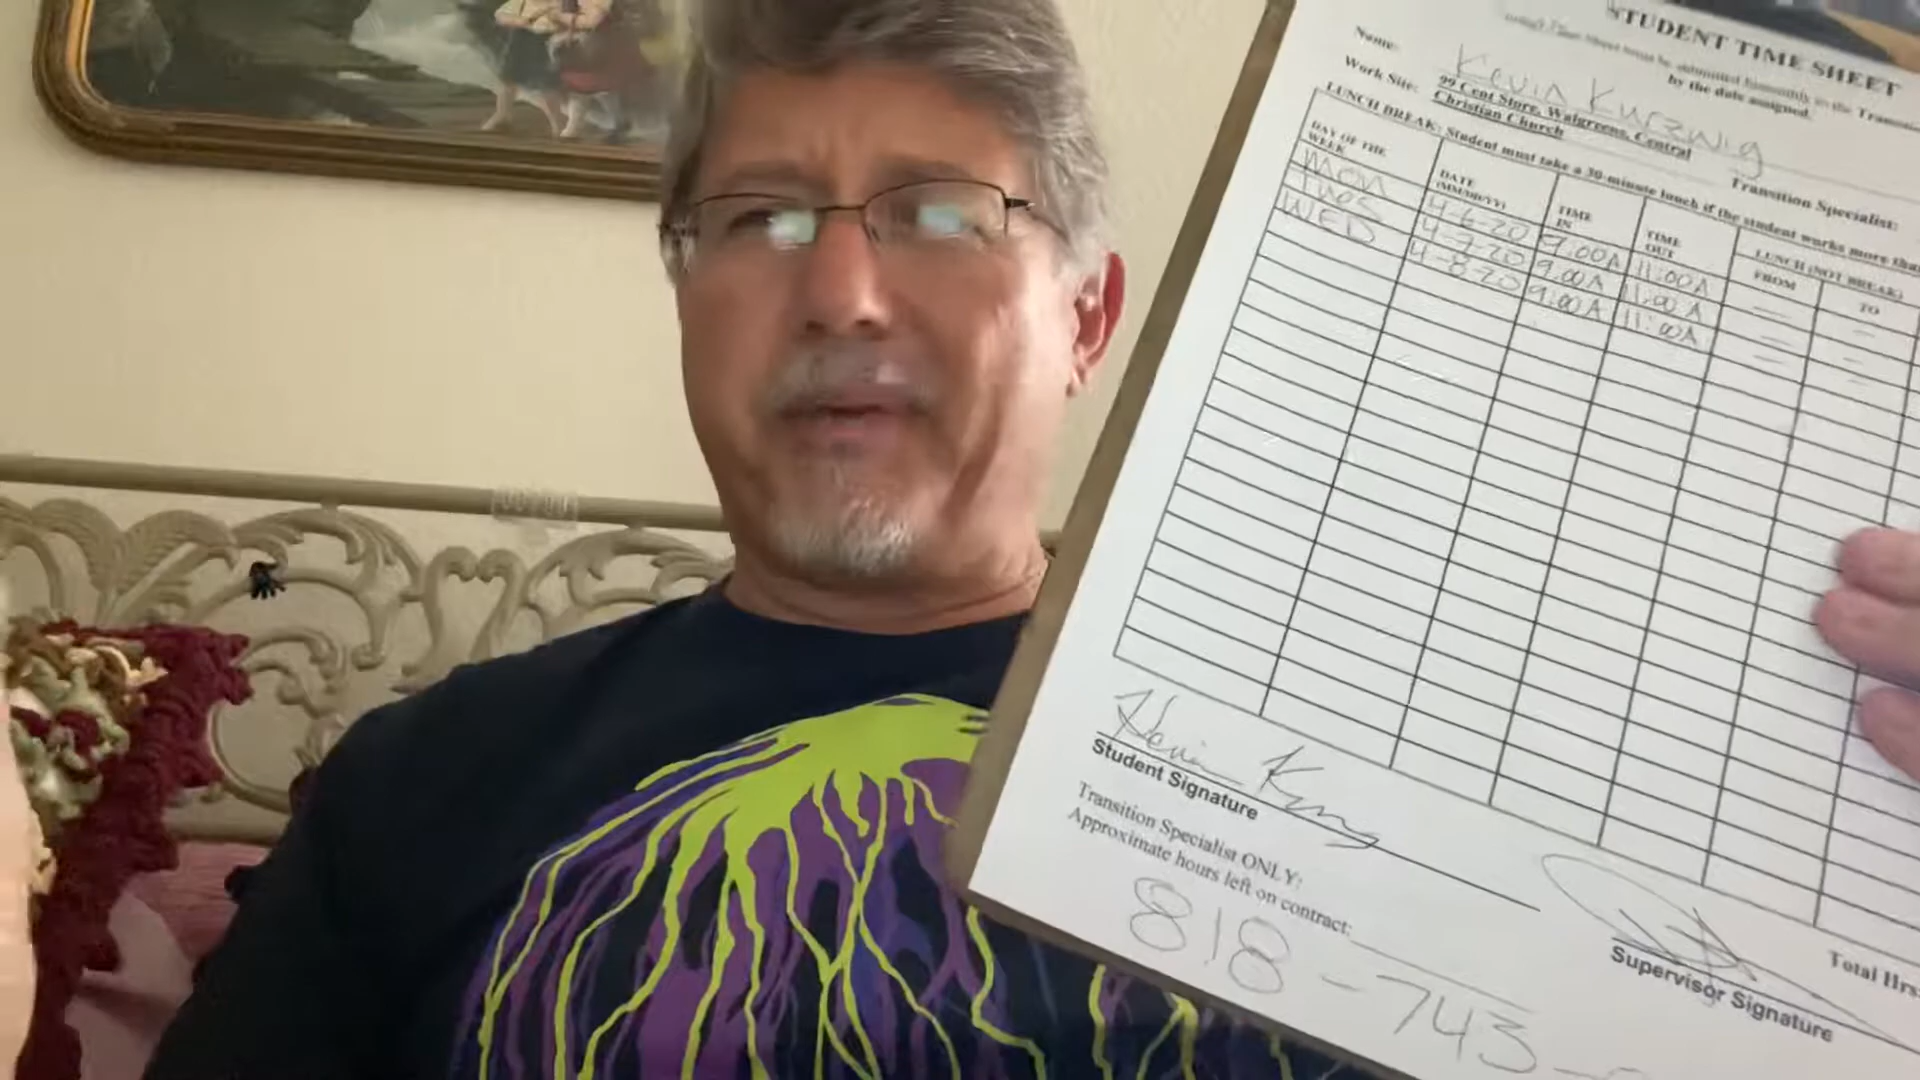 STUDENT TIME SHEET
by the date assigned.
Name: Kevin Kurzwig
Work Site: 99 Cent Store, Walgreens, Central
Christian Church
Transition Specialist:
LUNCH BREAK: Student must take a 30-minute lunch if the student works more tha
DAY OF THE WEEK DATE (MM/DD/YY) TIME IN TIME OUT LUNCH (NOT BREAK) FROM TO
MON 4-6-20 9:00A 11:00A — —
TUES 4-7-20 9:00A 11:00A — —
WED 4-8-20 9:00A 11:00A — —
Student Signature
Supervisor Signature
Total Hrs.
Transition Specialist ONLY:
Approximate hours left on contract:
818-743-